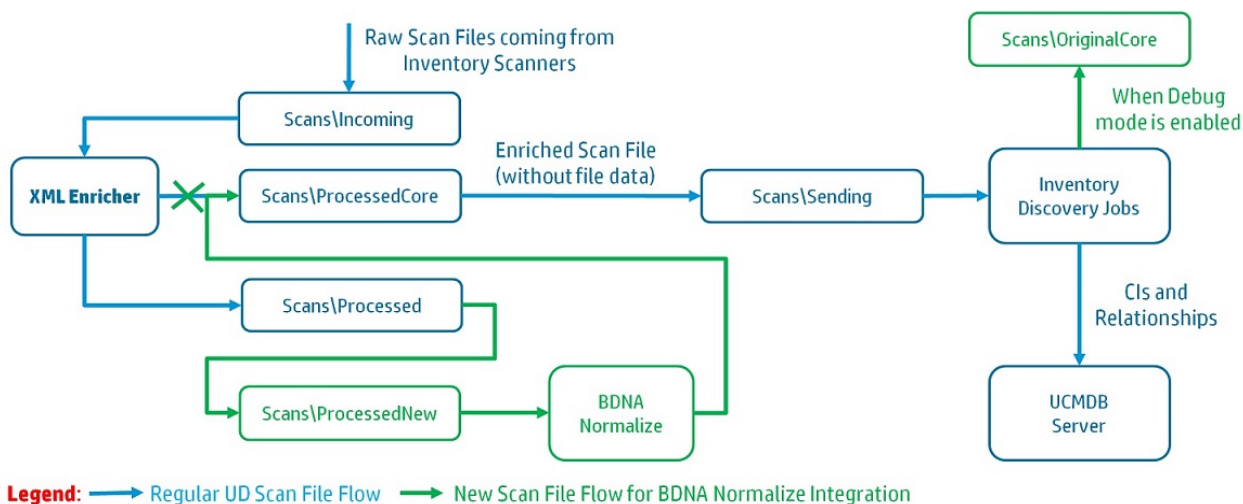 Raw Scan Files coming from
Inventory Scanners
Scans\OriginalCore
Scans\Incoming
When Debug
mode is enabled
XML Enricher
Scans\ProcessedCore
Enriched Scan File
(without file data)
Scans\Sending
Inventory
Discovery Jobs
Scans\Processed
CIs and
Relationships
Scans\ProcessedNew
BDNA
Normalize
UCMDB
Server
Legend: Regular UD Scan File Flow New Scan File Flow for BDNA Normalize Integration